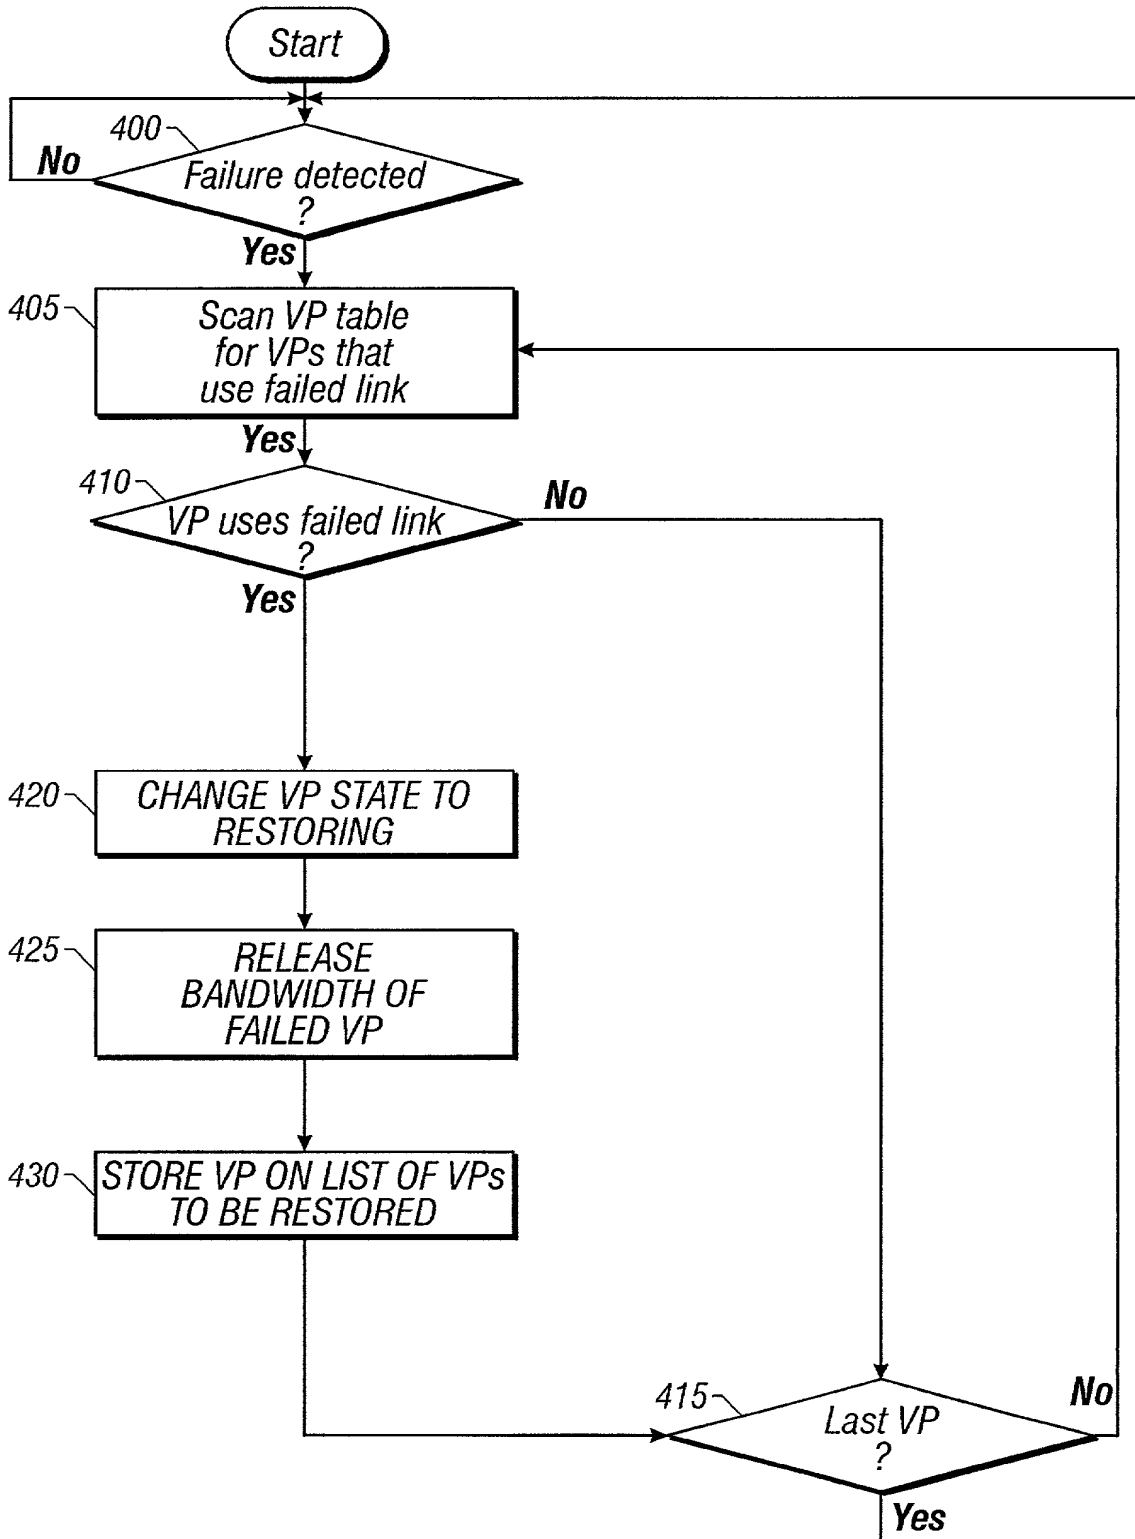 Start
400
No
Failure detected
?
Yes
405
Scan VP table
for VPs that
use failed link
Yes
410
No
VP uses failed link
?
Yes
420
CHANGE VP STATE TO
RESTORING
425
RELEASE
BANDWIDTH OF
FAILED VP
430
STORE VP ON LIST OF VPs
TO BE RESTORED
415
No
Last VP
?
Yes